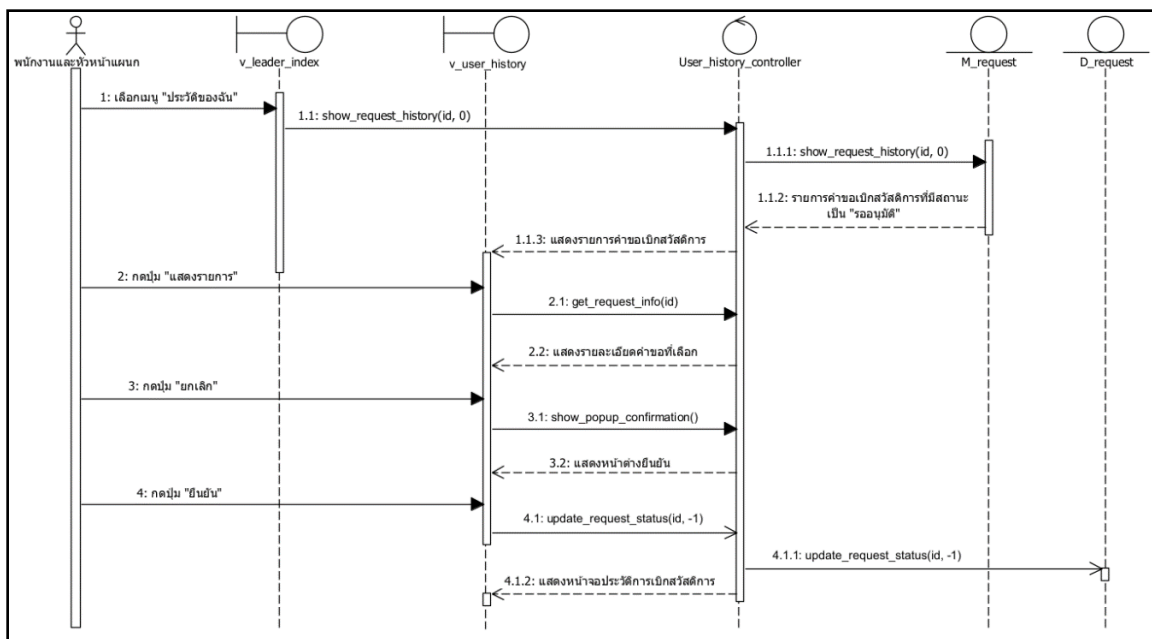 พนักงานและหัวหน้าแผนก
v_leader_index
v_user_history
User_history_controller
M_request
D_request
1: เลือกเมนู "ประวัติของฉัน"
1.1: show_request_history(id, 0)
1.1.1: show_request_history(id, 0)
1.1.2: รายการคำขอเบิกสวัสดิการที่มีสถานะ
เป็น "รออนุมัติ"
1.1.3: แสดงรายการคำขอเบิกสวัสดิการ
2: กดปุ่ม "แสดงรายการ"
2.1: get_request_info(id)
2.2: แสดงรายละเอียดคำขอที่เลือก
3: กดปุ่ม "ยกเลิก"
3.1: show_popup_confirmation()
3.2: แสดงหน้าต่างยืนยัน
4: กดปุ่ม "ยืนยัน"
4.1: update_request_status(id, -1)
4.1.1: update_request_status(id, -1)
4.1.2: แสดงหน้าจอประวัติการเบิกสวัสดิการ